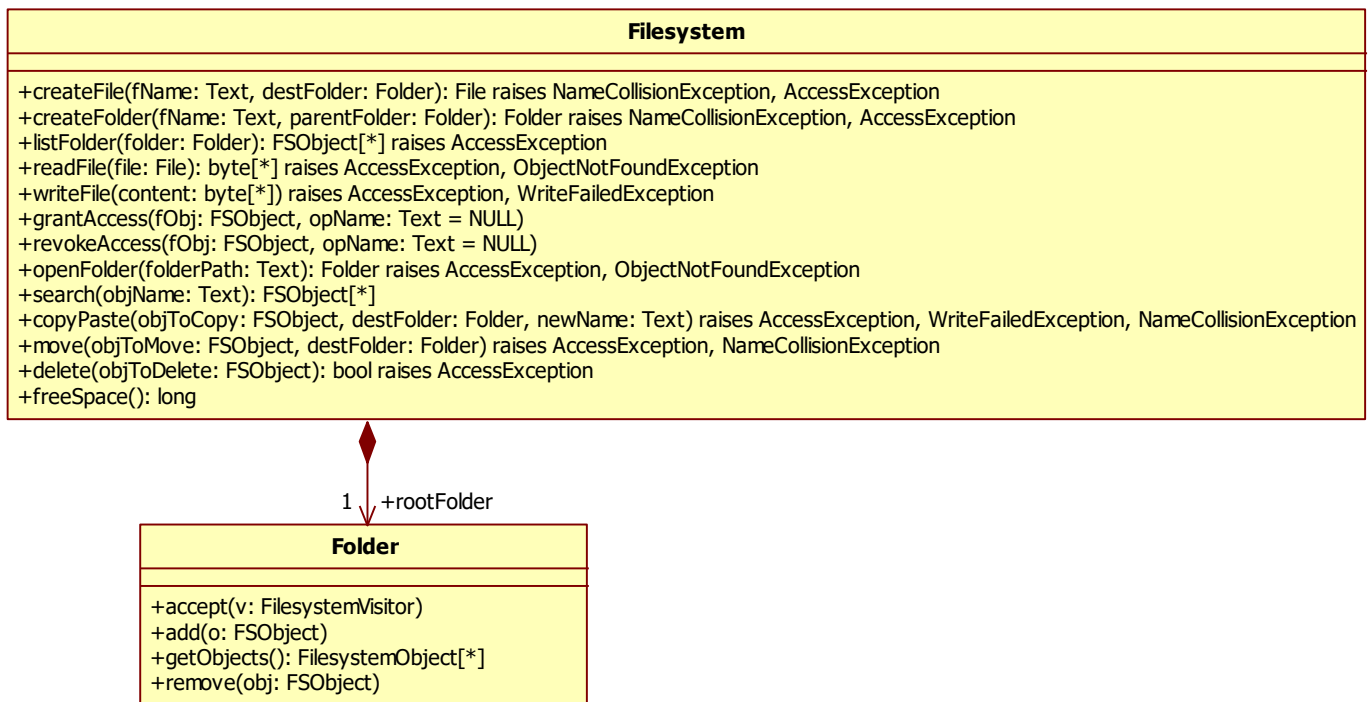 Filesystem
+createFile(fName: Text, destFolder: Folder): File raises NameCollisionException, AccessException
+createFolder(fName: Text, parentFolder: Folder): Folder raises NameCollisionException, AccessException
+listFolder(folder: Folder): FSObject[*] raises AccessException
+readFile(file: File): byte[*] raises AccessException, ObjectNotFoundException
+writeFile(content: byte[*]) raises AccessException, WriteFailedException
+grantAccess(fObj: FSObject, opName: Text = NULL)
+revokeAccess(fObj: FSObject, opName: Text = NULL)
+openFolder(folderPath: Text): Folder raises AccessException, ObjectNotFoundException
+search(objName: Text): FSObject[*]
+copyPaste(objToCopy: FSObject, destFolder: Folder, newName: Text) raises AccessException, WriteFailedException, NameCollisionException
+move(objToMove: FSObject, destFolder: Folder) raises AccessException, NameCollisionException
+delete(objToDelete: FSObject): bool raises AccessException
+freeSpace(): long
1 +rootFolder
Folder
+accept(v: FilesystemVisitor)
+add(o: FSObject)
+getObjects(): FilesystemObject[*]
+remove(obj: FSObject)